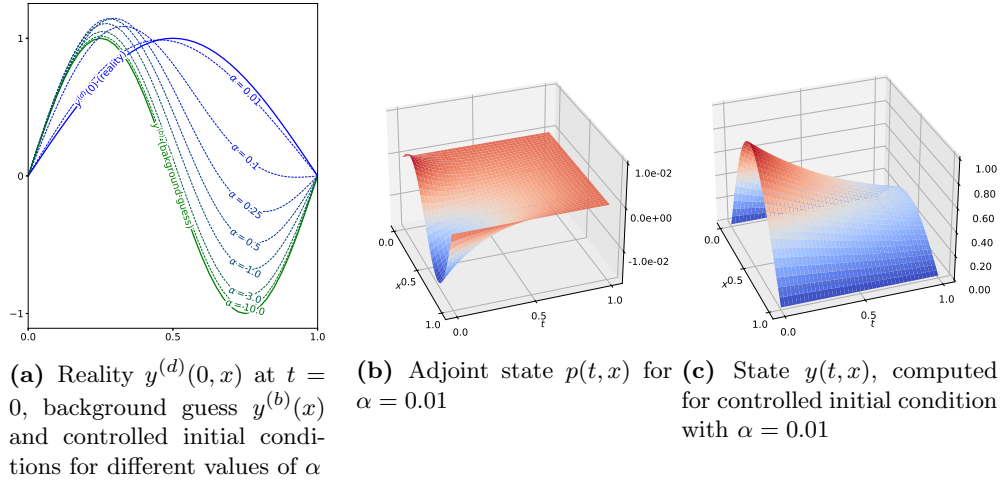 1
0
−1
0.0
0.5
1.0
y^(d)(0) (reality)
y^(b) (bakground guess)
α = 0.01
α = 0.1
α = 0.25
α = 0.5
α = 1.0
α = 3.0
α = 10.0
0.0
0.5
1.0
x
0.0
0.5
1.0
t
1.0e-02
0.0e+00
-1.0e-02
0.0
0.5
1.0
x
0.0
0.5
1.0
t
1.00
0.80
0.60
0.40
0.20
0.00
(a) Reality y^(d)(0, x) at t =
0, background guess y^(b)(x)
and controlled initial condi-
tions for different values of α
(b) Adjoint state p(t, x) for
α = 0.01
(c) State y(t, x), computed
for controlled initial condition
with α = 0.01